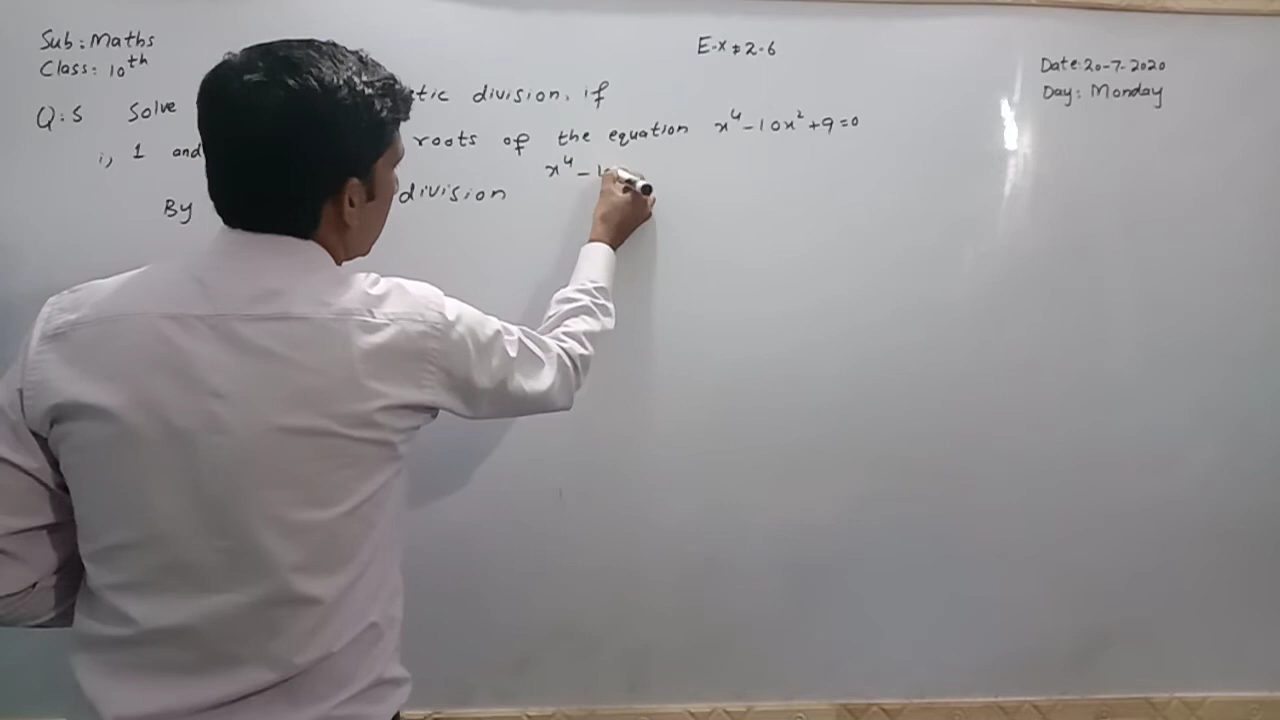 Sub: Maths
Class: 10th
E-x # 2-6
Date: 20-7-2020
Day: Monday
Q:5 Solve tic division, if
i, 1 and roots of the equation x⁴-10x²+9=0
x⁴-1
By division